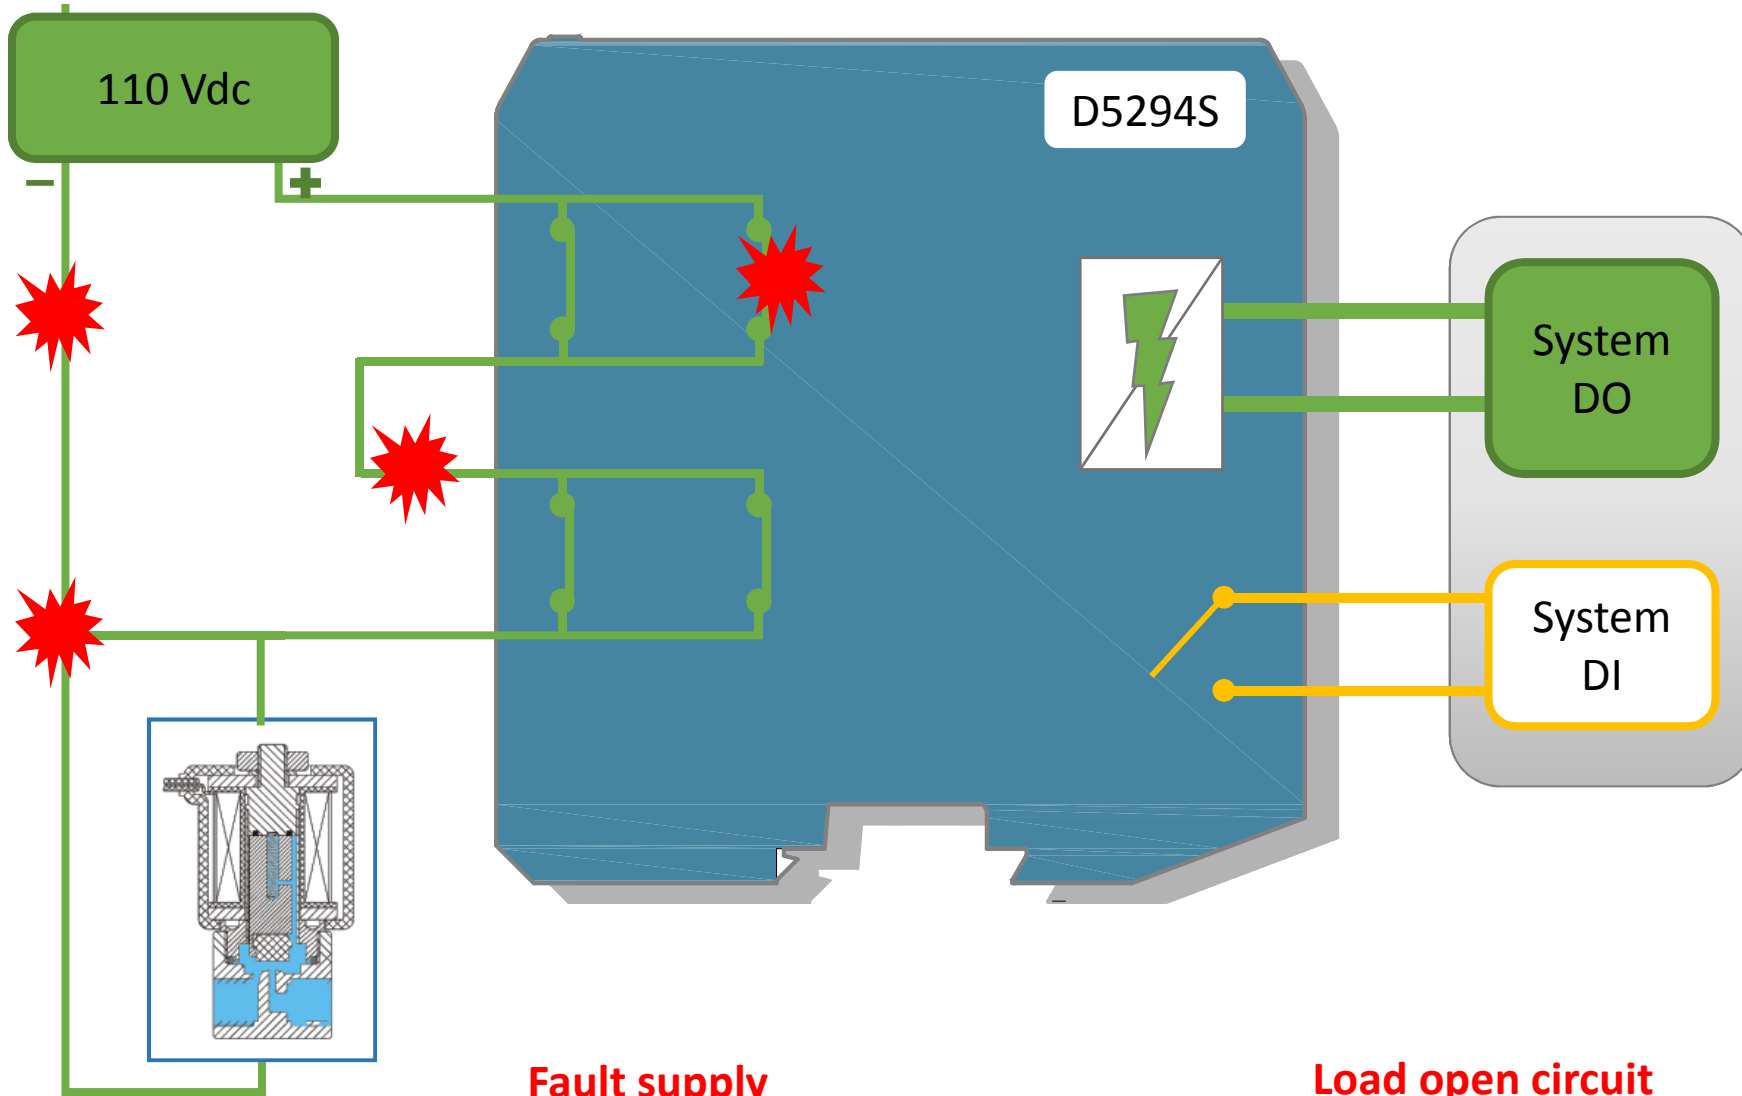 110 Vdc
D5294S
System
DO
System
DI
Fault supply
Load open circuit